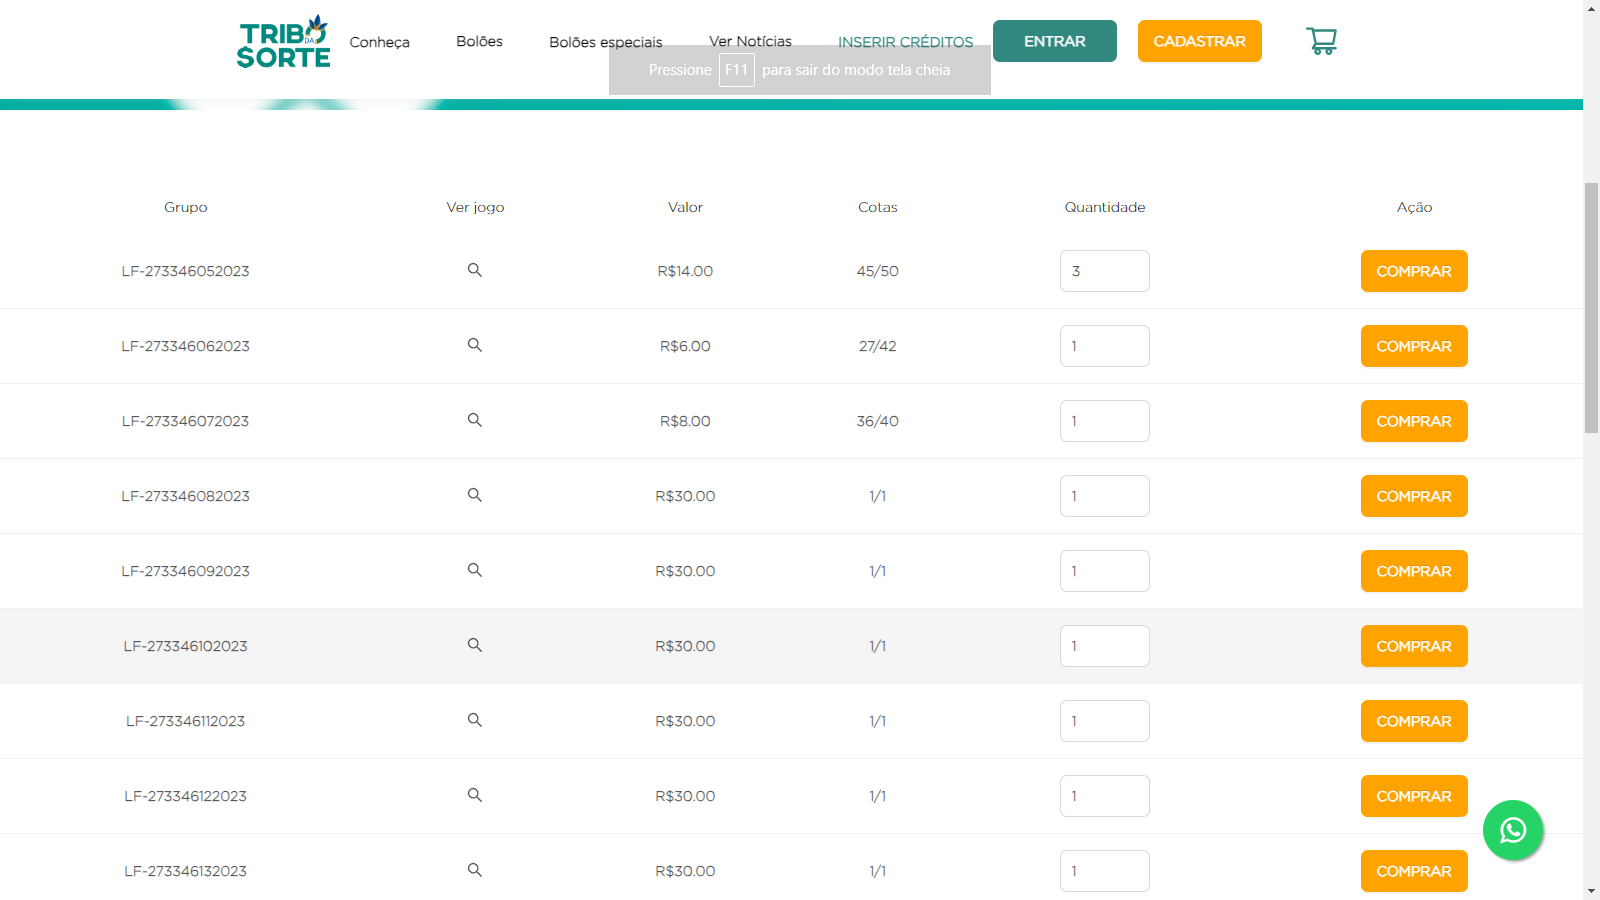 TRIBO DA SORTE
Conheça Bolões Bolões especiais Ver Notícias INSERIR CRÉDITOS ENTRAR CADASTRAR
Pressione F11 para sair do modo tela cheia
Grupo Ver jogo Valor Cotas Quantidade Ação
LF-273346052023 R$14.00 45/50 3 COMPRAR
LF-273346062023 R$6.00 27/42 1 COMPRAR
LF-273346072023 R$8.00 36/40 1 COMPRAR
LF-273346082023 R$30.00 1/1 1 COMPRAR
LF-273346092023 R$30.00 1/1 1 COMPRAR
LF-273346102023 R$30.00 1/1 1 COMPRAR
LF-273346112023 R$30.00 1/1 1 COMPRAR
LF-273346122023 R$30.00 1/1 1 COMPRAR
LF-273346132023 R$30.00 1/1 1 COMPRAR